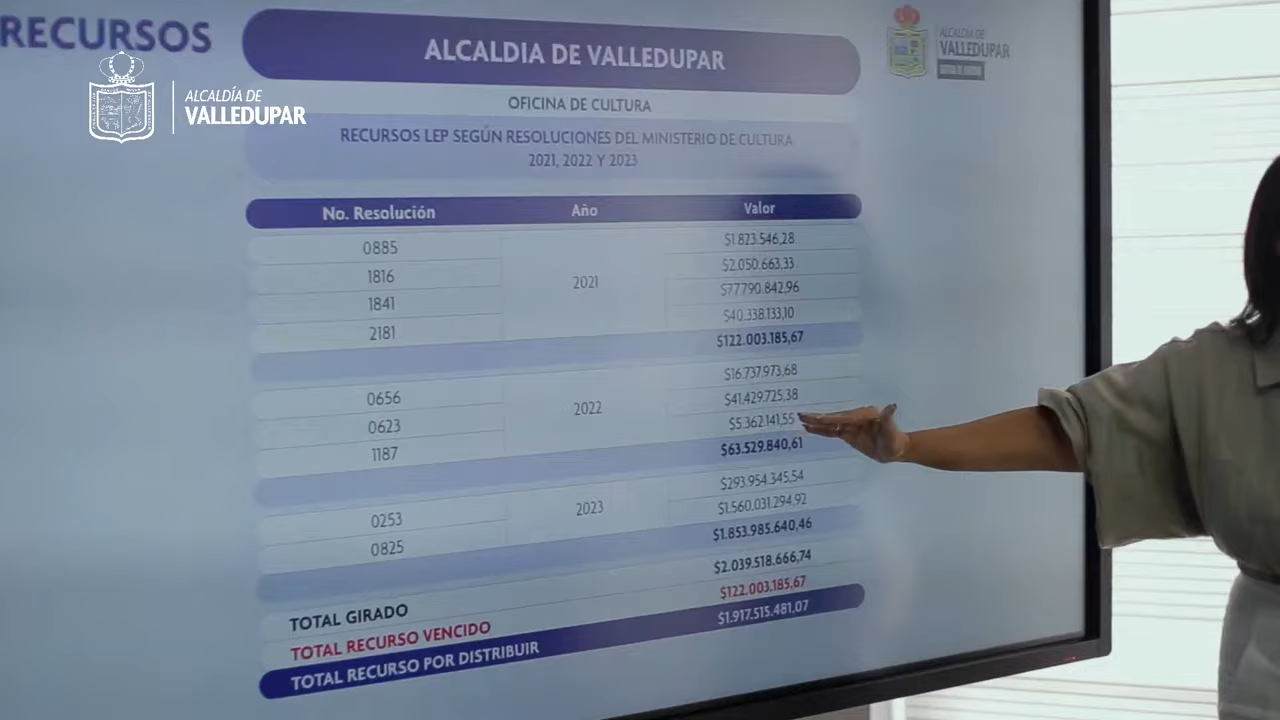 RECURSOS
ALCALDÍA DE
VALLEDUPAR
ALCALDIA DE VALLEDUPAR
ALCALDÍA DE
VALLEDUPAR
OFICINA DE CULTURA
RECURSOS LEP SEGÚN RESOLUCIONES DEL MINISTERIO DE CULTURA
2021, 2022 Y 2023
No. Resolución Año Valor
0885 $1.823.546,28
1816 $2.050.663,33
2021
1841 $77.790.842,96
2181 $40.338.133,10
$122.003.185,67
0656 $16.737.973,68
0623 2022 $41.429.725,38
1187 $5.362.141,55
$63.529.840,61
0253 2023 $293.954.345,54
0825 $1.560.031.294,92
$1.853.985.640,46
TOTAL GIRADO $2.039.518.666,74
TOTAL RECURSO VENCIDO $122.003.185,67
TOTAL RECURSO POR DISTRIBUIR $1.917.515.481,07